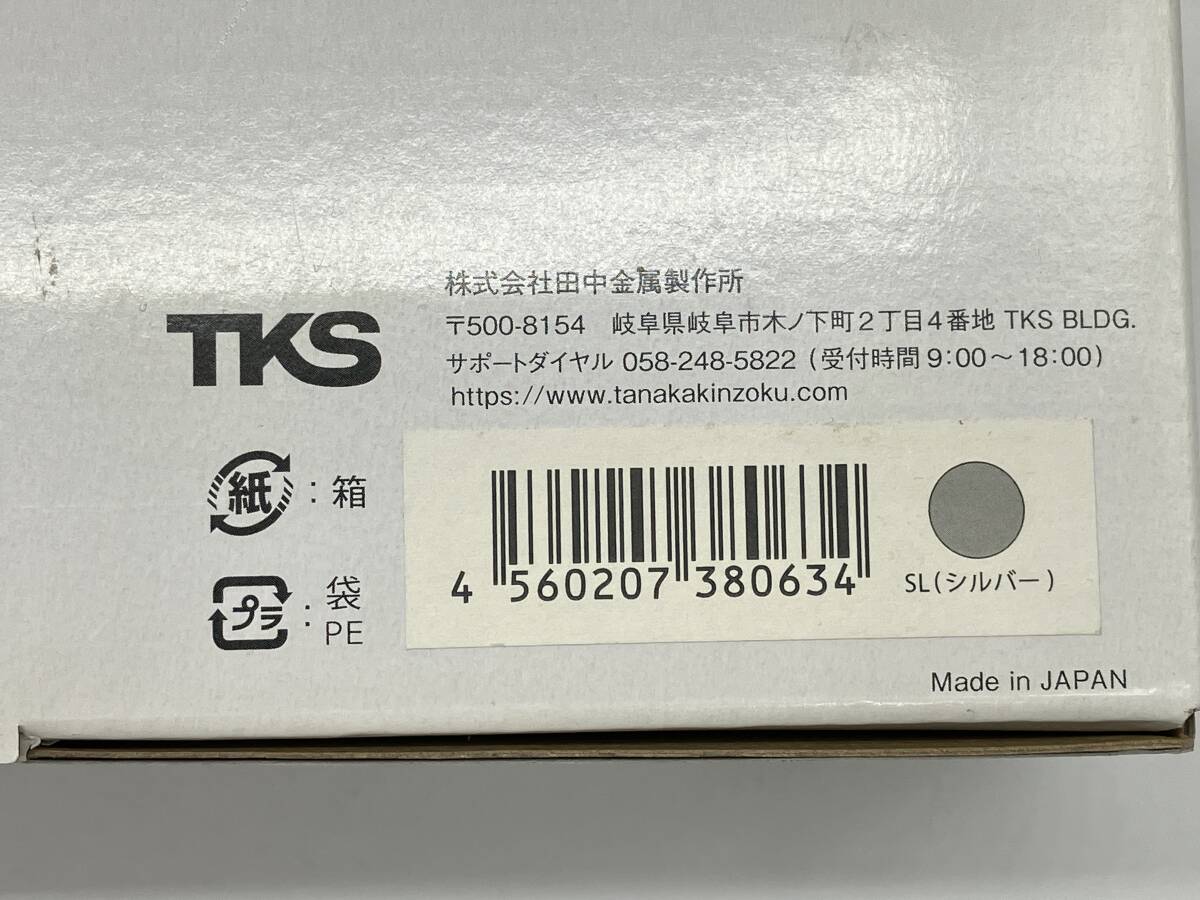 株式会社田中金属製作所
TKS
〒500-8154 岐阜県岐阜市木ノ下町2丁目4番地 TKS BLDG.
サポートダイヤル 058-248-5822 (受付時間 9:00～18:00)
https://www.tanakakinzoku.com
紙 : 箱
プラ : 袋
PE
4 560207 380634
SL(シルバー)
Made in JAPAN